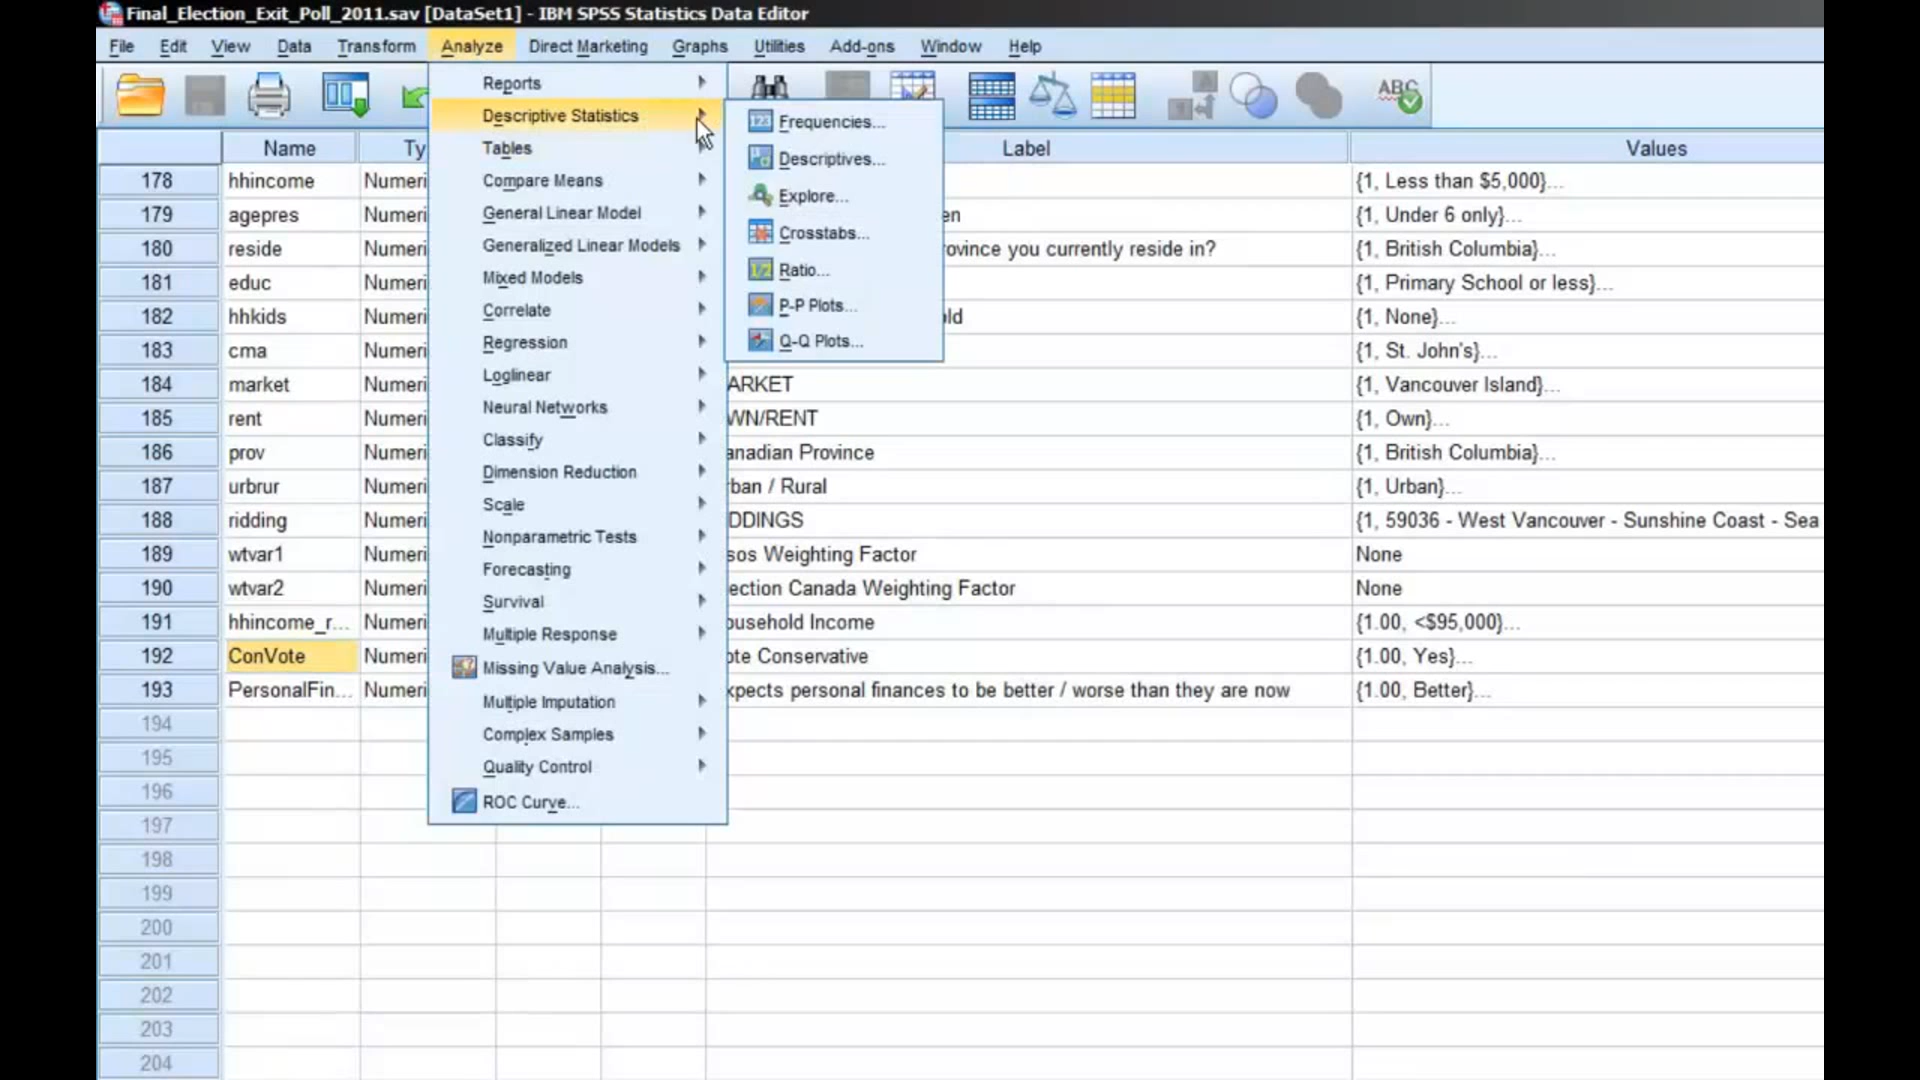 Final_Election_Exit_Poll_2011.sav [DataSet1] - IBM SPSS Statistics Data Editor
File Edit View Data Transform Analyze Direct Marketing Graphs Utilities Add-ons Window Help
ABC
Reports
Descriptive Statistics
Tables
Compare Means
General Linear Model
Generalized Linear Models
Mixed Models
Correlate
Regression
Loglinear
Neural Networks
Classify
Dimension Reduction
Scale
Nonparametric Tests
Forecasting
Survival
Multiple Response
Missing Value Analysis...
Multiple Imputation
Complex Samples
Quality Control
ROC Curve...
Frequencies...
Descriptives...
Explore...
Crosstabs...
Ratio...
P-P Plots...
Q-Q Plots...
Name Ty Label Values
178 hhincome Numeri {1, Less than $5,000}...
179 agepres Numeri en {1, Under 6 only}...
180 reside Numeri ovince you currently reside in? {1, British Columbia}...
181 educ Numeri {1, Primary School or less}...
182 hhkids Numeri ld {1, None}...
183 cma Numeri {1, St. John's}...
184 market Numeri ARKET {1, Vancouver Island}...
185 rent Numeri WN/RENT {1, Own}...
186 prov Numeri anadian Province {1, British Columbia}...
187 urbrur Numeri rban / Rural {1, Urban}...
188 ridding Numeri DDINGS {1, 59036 - West Vancouver - Sunshine Coast - Sea
189 wtvar1 Numeri sos Weighting Factor None
190 wtvar2 Numeri ection Canada Weighting Factor None
191 hhincome_r... Numeri ousehold Income {1.00, <$95,000}...
192 ConVote Numeri ote Conservative {1.00, Yes}...
193 PersonalFin... Numeri xpects personal finances to be better / worse than they are now {1.00, Better}...
194
195
196
197
198
199
200
201
202
203
204